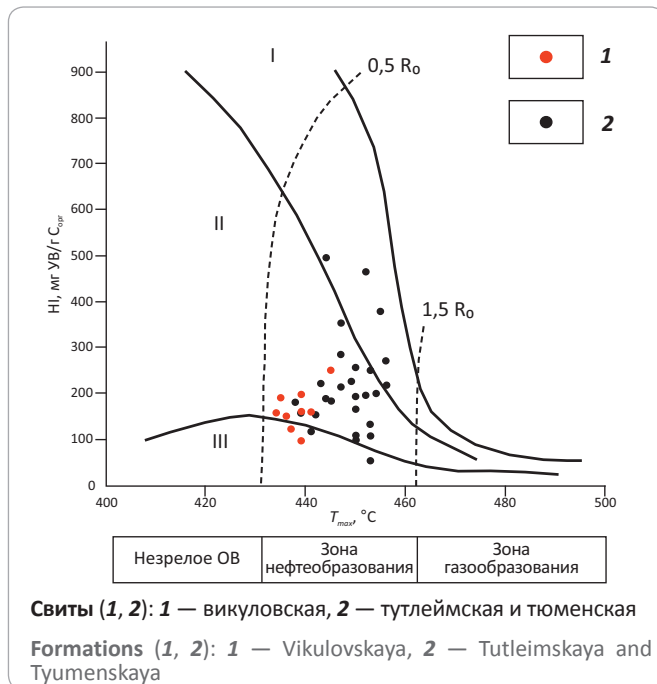 I
0,5 Rₒ
1
900
800
2
700
600
II
500
HI, мг УВ/г Cорг
400
1,5 Rₒ
300
200
100
III
0
400 420 440 460 480 500
Tmax, °C
Незрелое ОВ
Зона
нефтеобразования
Зона
газообразования
Свиты (1, 2): 1 — викуловская, 2 — тутлеймская и тюменская
Formations (1, 2): 1 — Vikulovskaya, 2 — Tutleimskaya and
Tyumenskaya